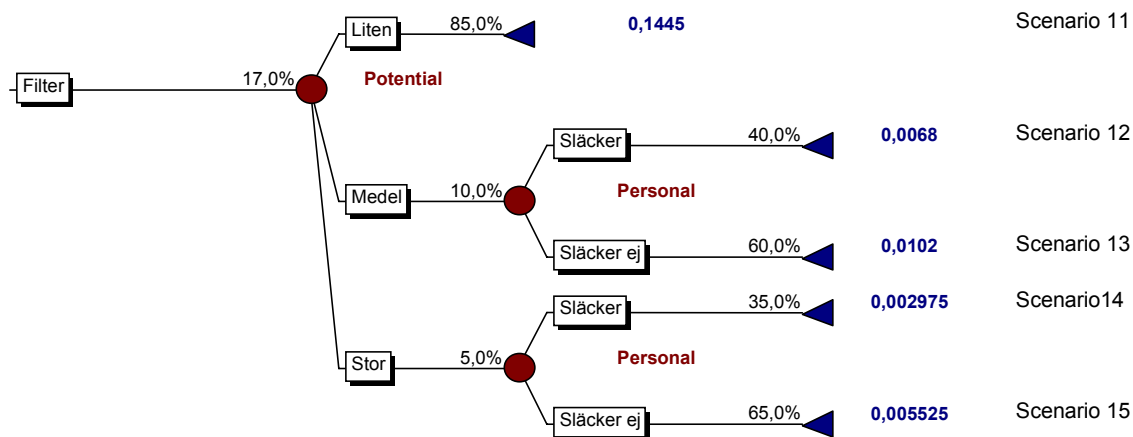 Liten 85,0% 0,1445 Scenario 11
Filter 17,0% Potential
Släcker 40,0% 0,0068 Scenario 12
Medel 10,0% Personal
Släcker ej 60,0% 0,0102 Scenario 13
Släcker 35,0% 0,002975 Scenario14
Stor 5,0% Personal
Släcker ej 65,0% 0,005525 Scenario 15